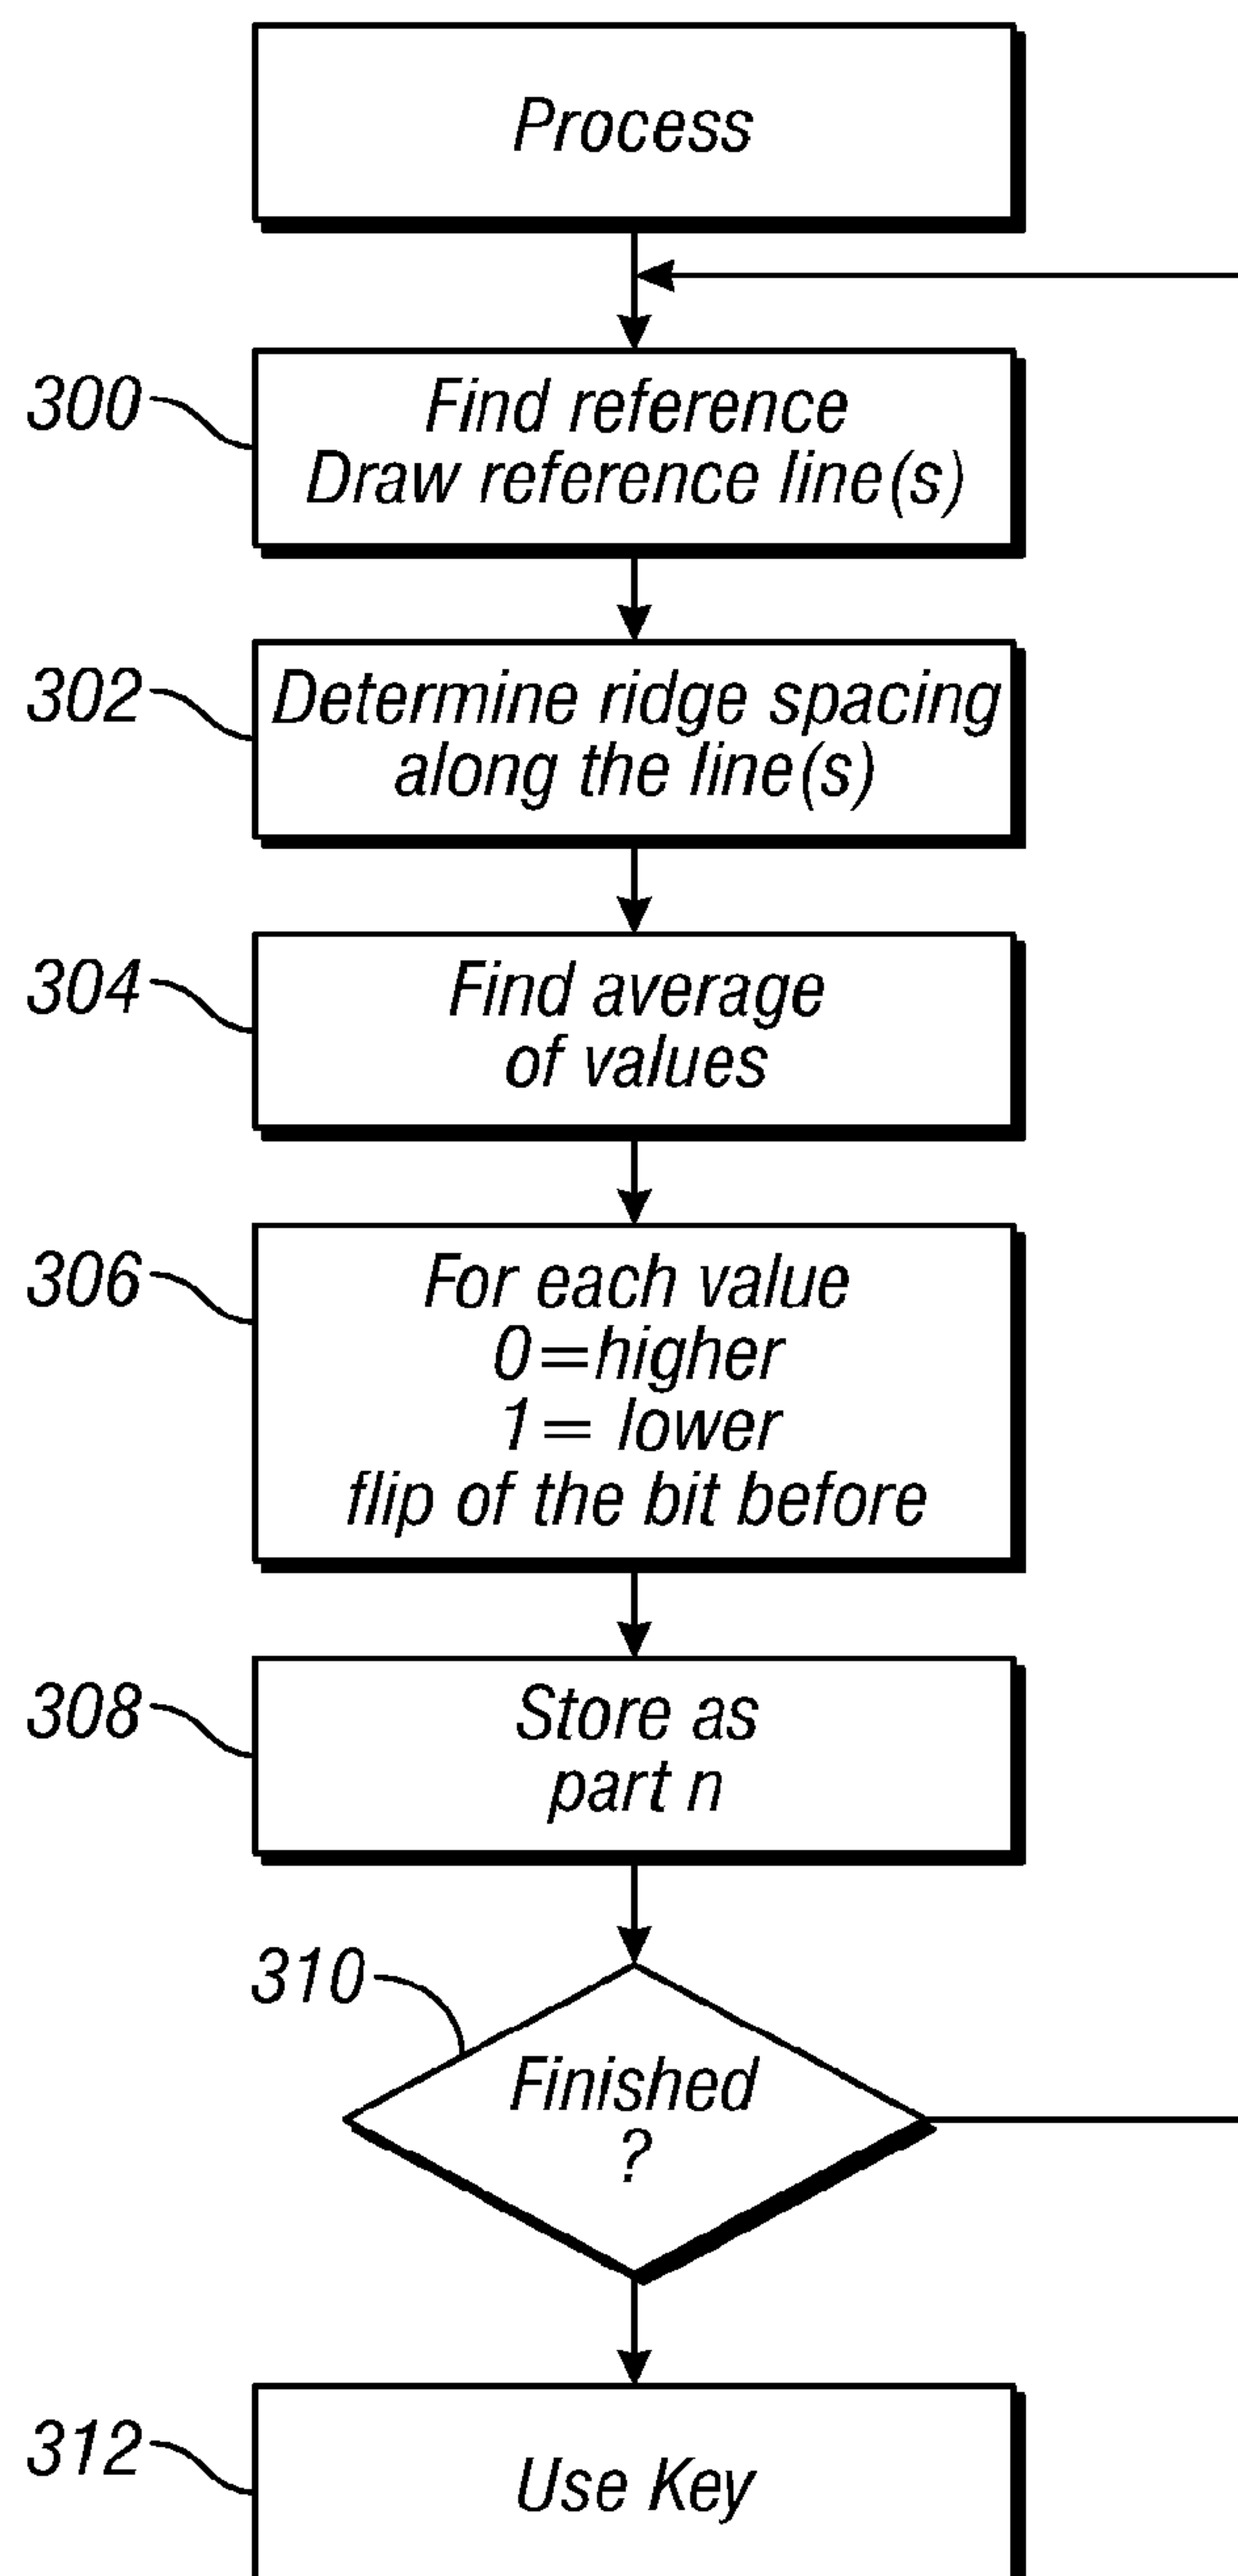 Process
300
Find reference
Draw reference line(s)
302
Determine ridge spacing
along the line(s)
304
Find average
of values
306
For each value
0=higher
1= lower
flip of the bit before
308
Store as
part n
310
Finished
?
312
Use Key